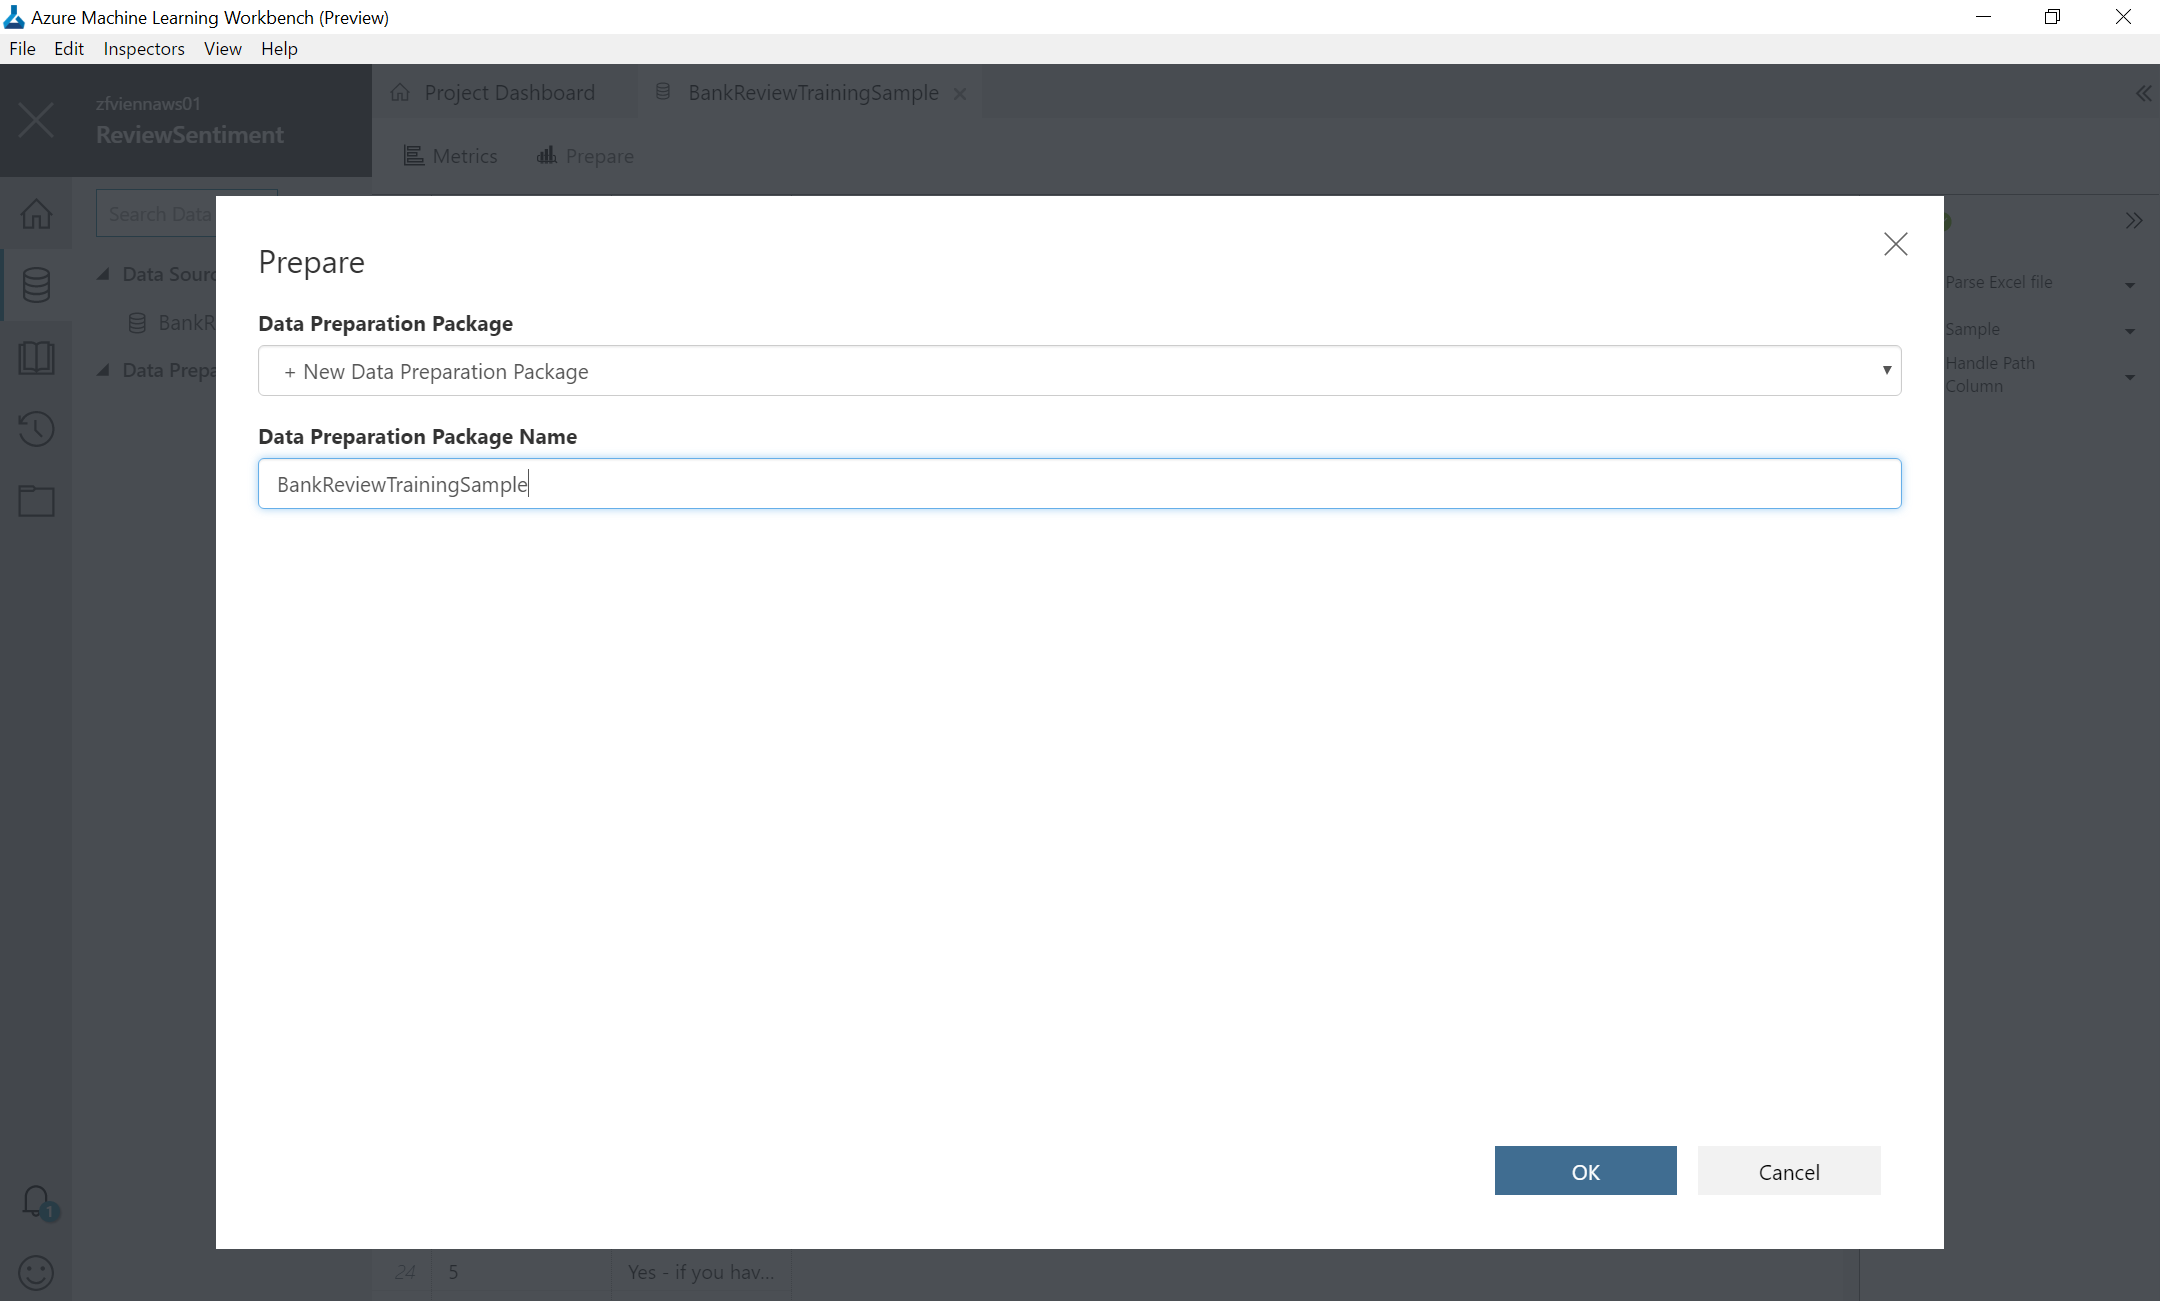 Azure Machine Learning Workbench (Preview)
File Edit Inspectors View Help
zfviennaws01
ReviewSentiment
Project Dashboard BankReviewTrainingSample
Metrics Prepare
Search Data
Data Sourc
BankR
Data Prepa
Prepare
Data Preparation Package
+ New Data Preparation Package
Data Preparation Package Name
BankReviewTrainingSample
OK Cancel
Parse Excel file
Sample
Handle Path
Column
1
24 5 Yes - if you hav...